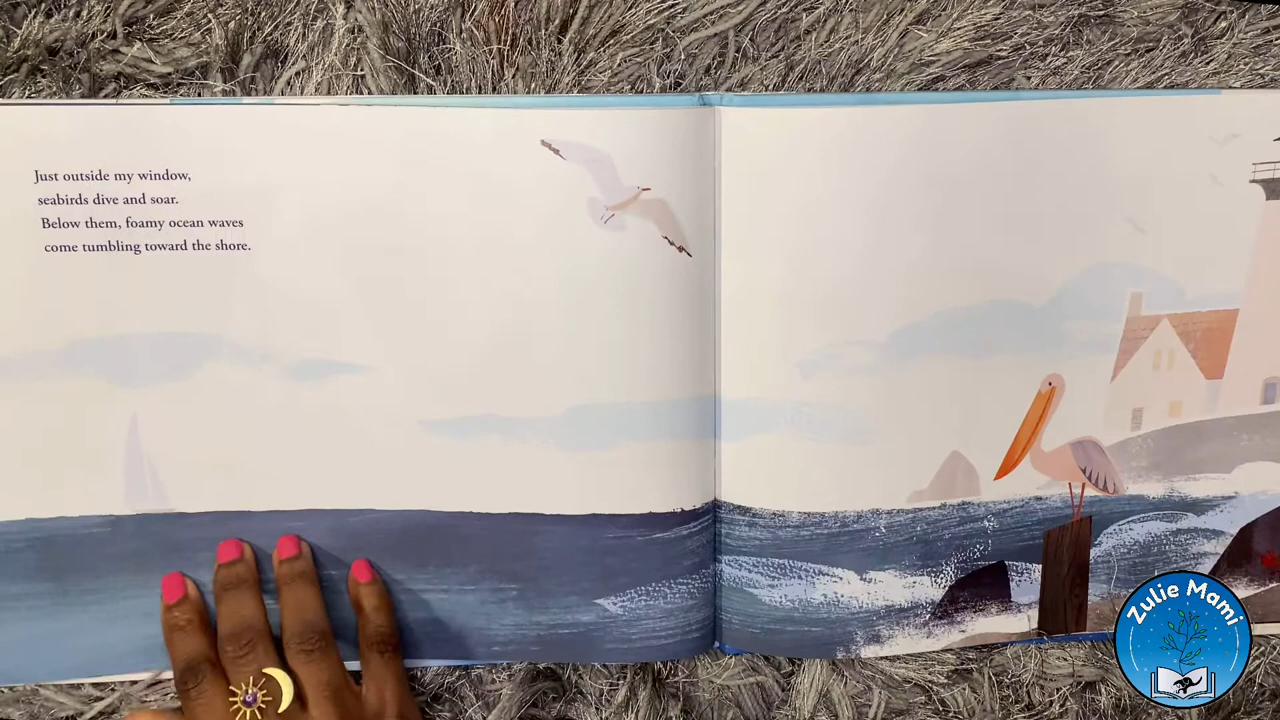 Just outside my window,
seabirds dive and soar.
Below them, foamy ocean waves
come tumbling toward the shore.
Zulie Mami